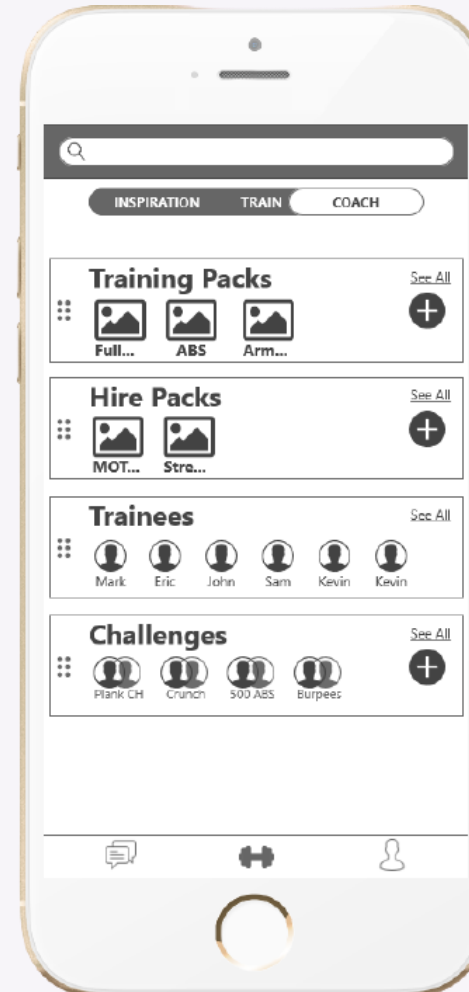 INSPIRATION TRAIN COACH
Training Packs See All
Full... ABS Arm...
Hire Packs See All
MOT... Stre...
Trainees See All
Mark Eric John Sam Kevin Kevin
Challenges See All
Plank CH Crunch 500 ABS Burpees